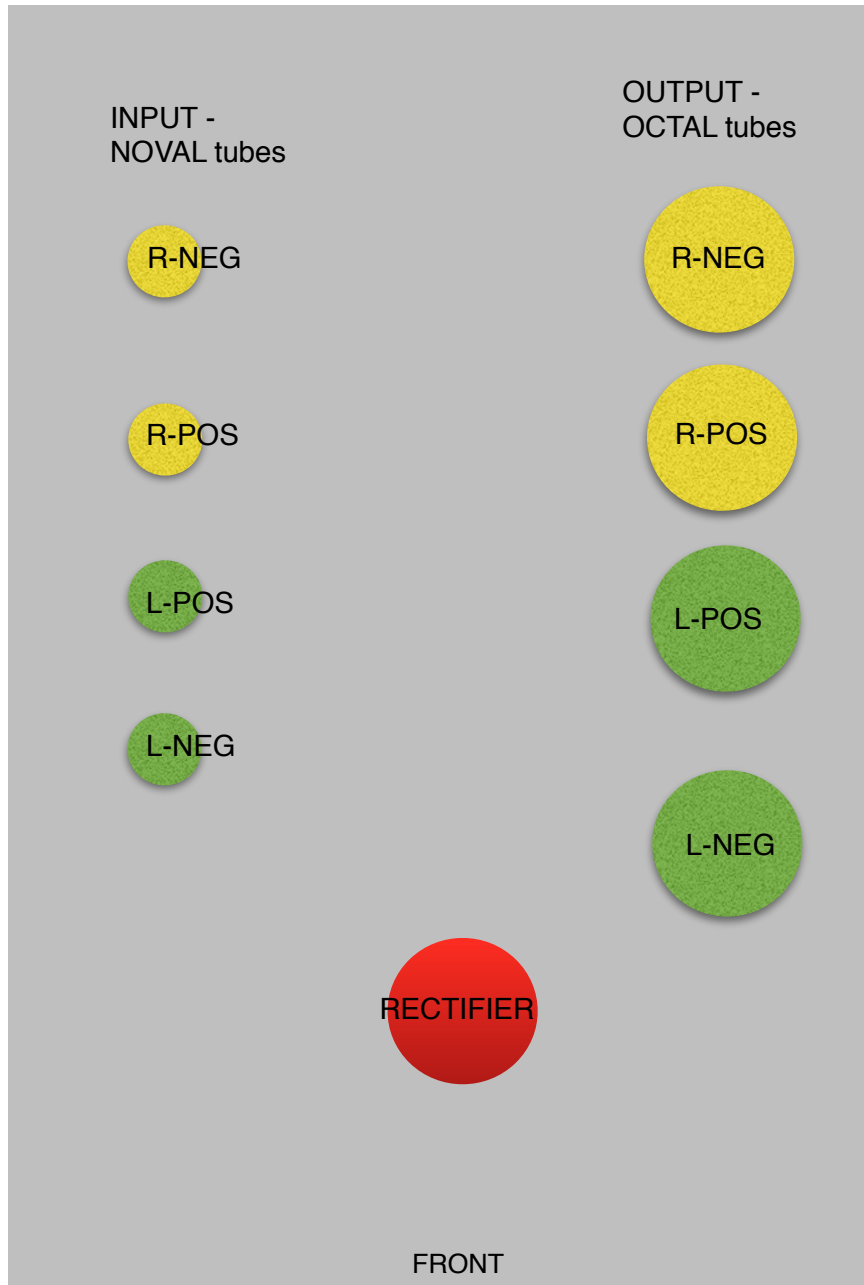 INPUT -
NOVAL tubes
OUTPUT -
OCTAL tubes
R-NEG
R-NEG
R-POS
R-POS
L-POS
L-POS
L-NEG
L-NEG
RECTIFIER
FRONT